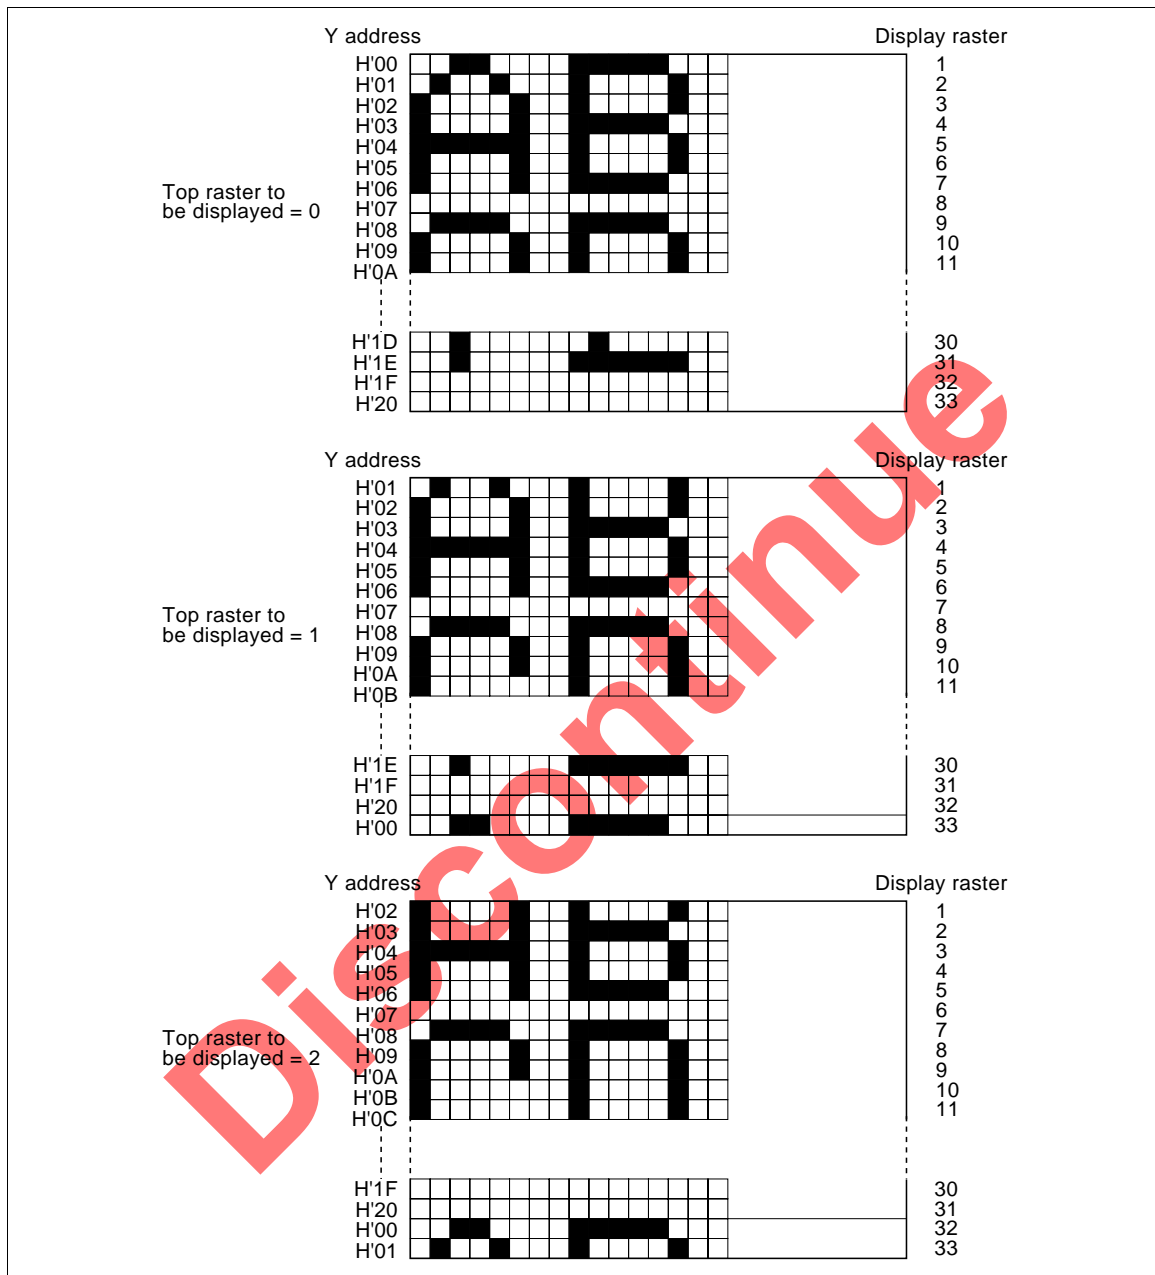 Y address Display raster
H'00 1
H'01 2
H'02 3
H'03 4
H'04 5
H'05 6
H'06 7
H'07 8
H'08 9
H'09 10
H'0A 11
Top raster to
be displayed = 0
H'1D 30
H'1E 31
H'1F 32
H'20 33
Y address Display raster
H'01 1
H'02 2
H'03 3
H'04 4
H'05 5
H'06 6
H'07 7
H'08 8
H'09 9
H'0A 10
H'0B 11
Top raster to
be displayed = 1
H'1E 30
H'1F 31
H'20 32
H'00 33
Y address Display raster
H'02 1
H'03 2
H'04 3
H'05 4
H'06 5
H'07 6
H'08 7
H'09 8
H'0A 9
H'0B 10
H'0C 11
Top raster to
be displayed = 2
H'1F 30
H'20 31
H'00 32
H'01 33
Discontinue